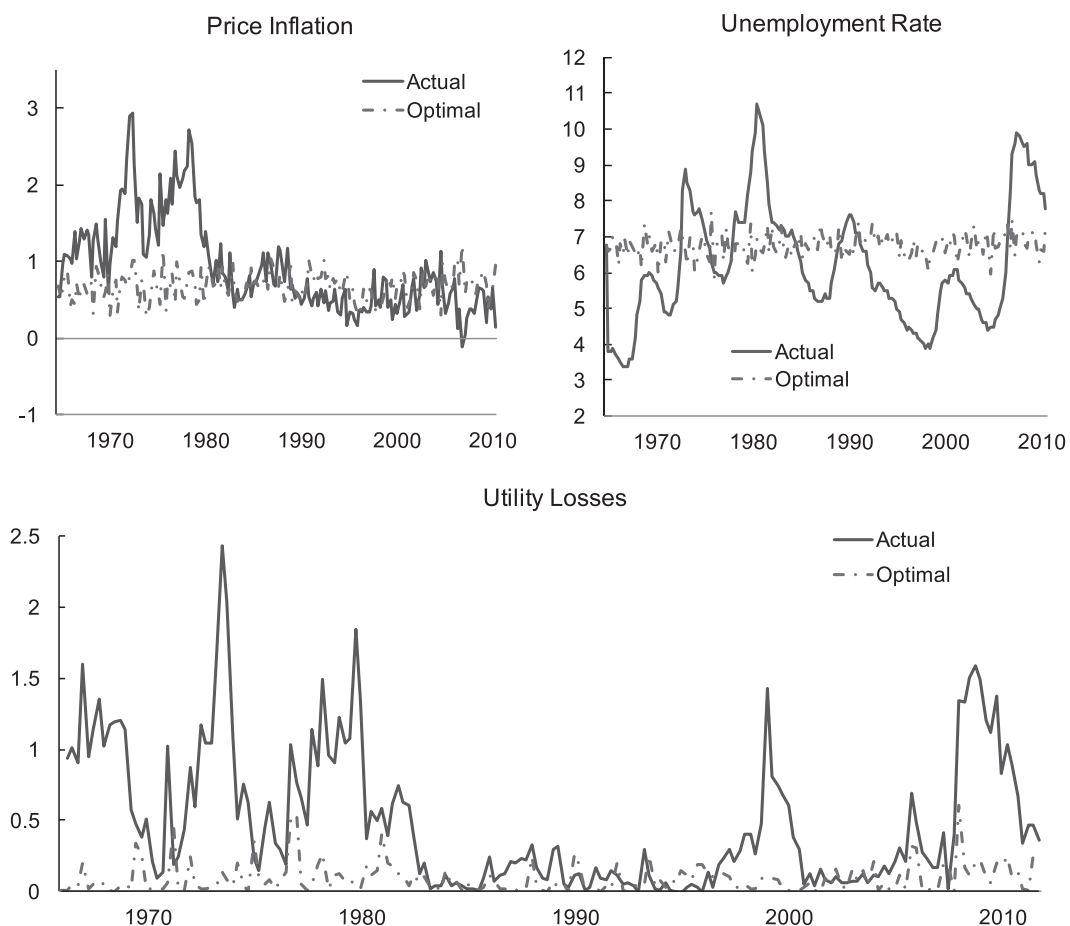 Price Inflation
Actual
Optimal
3
2
1
0
-1
1970 1980 1990 2000 2010
Unemployment Rate
12
11
10
9
8
7
6
5
4
3
2
Actual
Optimal
1970 1980 1990 2000 2010
Utility Losses
2.5
2
1.5
1
0.5
0
Actual
Optimal
1970 1980 1990 2000 2010